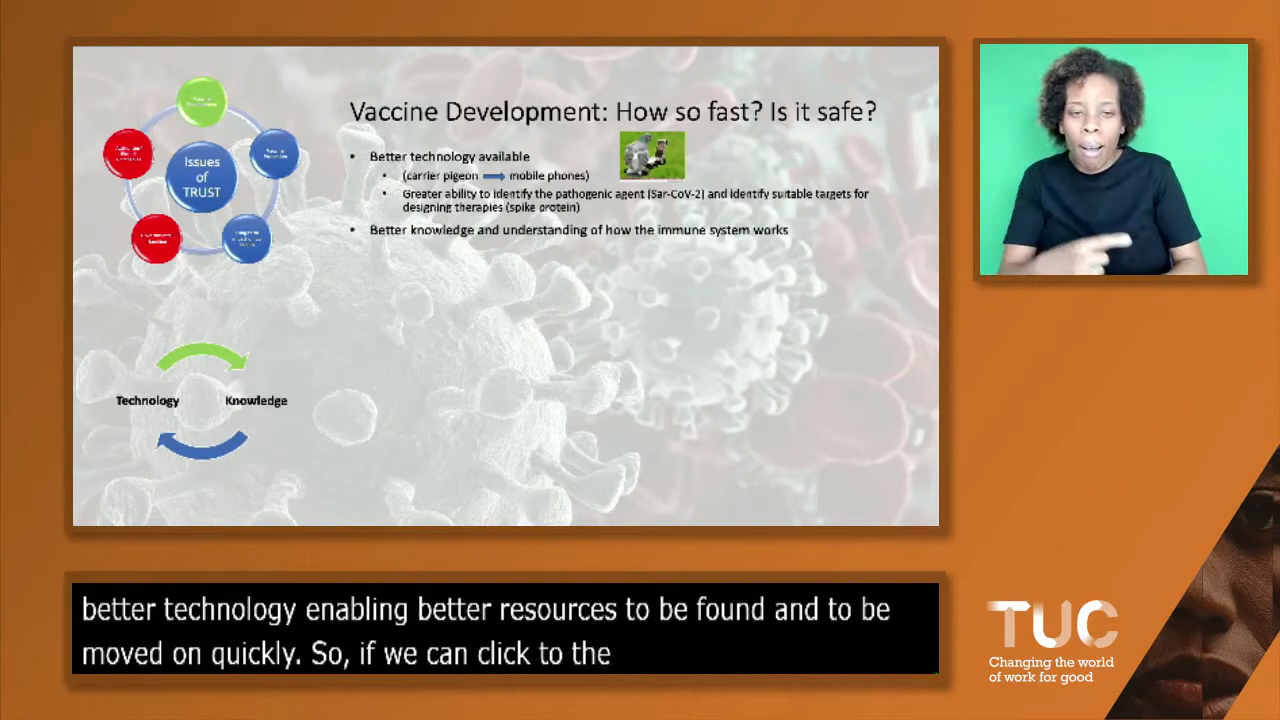 Issues
of
TRUST
Vaccine Development: How so fast? Is it safe?
• Better technology available
• (carrier pigeon mobile phones)
• Greater ability to identify the pathogenic agent (Sar-CoV-2) and identify suitable targets for
designing therapies (spike protein)
• Better knowledge and understanding of how the immune system works
Technology Knowledge
better technology enabling better resources to be found and to be
moved on quickly. So, if we can click to the
TUC
Changing the world
of work for good